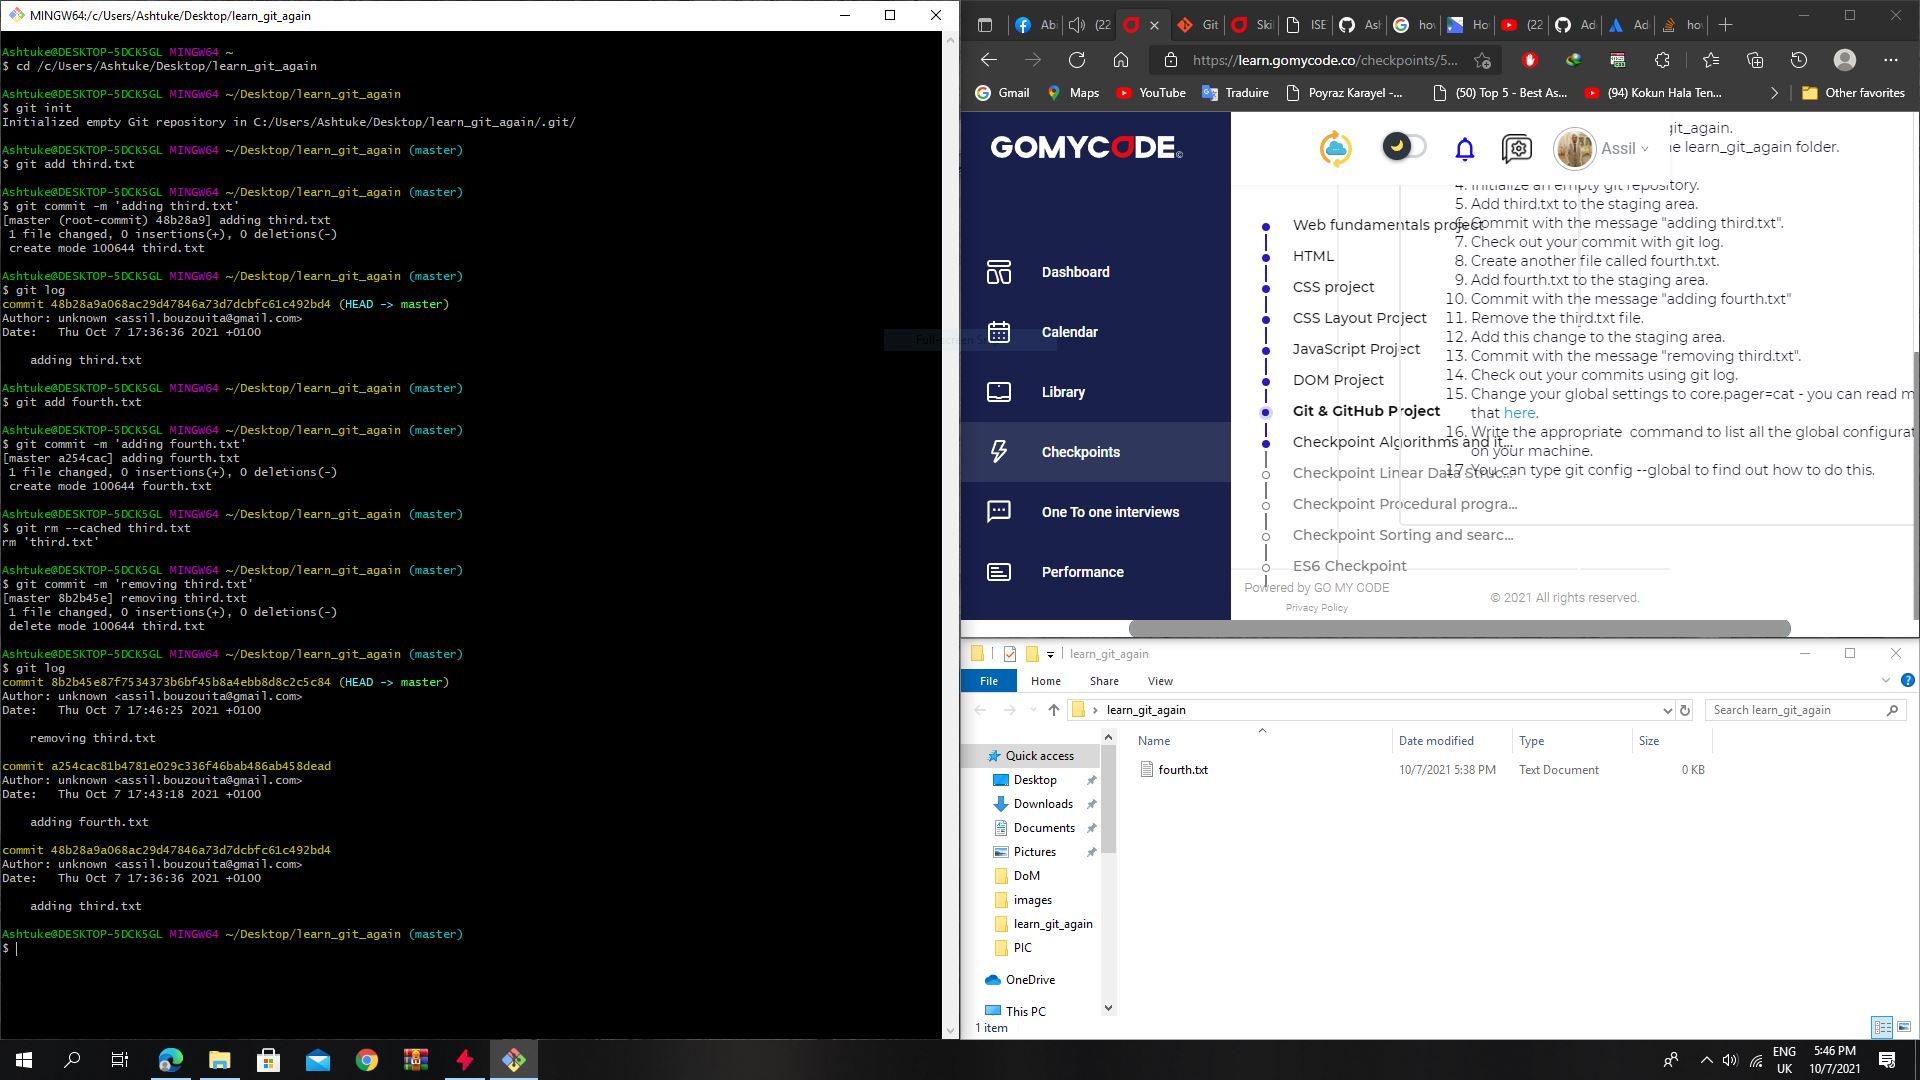 MINGW64:/c/Users/Ashtuke/Desktop/learn_git_again
Ashtuke@DESKTOP-5DCK5GL MINGW64 ~
$ cd /c/Users/Ashtuke/Desktop/learn_git_again
Ashtuke@DESKTOP-5DCK5GL MINGW64 ~/Desktop/learn_git_again
$ git init
Initialized empty Git repository in C:/Users/Ashtuke/Desktop/learn_git_again/.git/
Ashtuke@DESKTOP-5DCK5GL MINGW64 ~/Desktop/learn_git_again (master)
$ git add third.txt
Ashtuke@DESKTOP-5DCK5GL MINGW64 ~/Desktop/learn_git_again (master)
$ git commit -m 'adding third.txt'
[master (root-commit) 48b28a9] adding third.txt
1 file changed, 0 insertions(+), 0 deletions(-)
create mode 100644 third.txt
Ashtuke@DESKTOP-5DCK5GL MINGW64 ~/Desktop/learn_git_again (master)
$ git log
commit 48b28a9a068ac29d47846a73d7dcbfc61c492bd4 (HEAD -> master)
Author: unknown <assil.bouzouita@gmail.com>
Date:   Thu Oct 7 17:36:36 2021 +0100
adding third.txt
Ashtuke@DESKTOP-5DCK5GL MINGW64 ~/Desktop/learn_git_again (master)
$ git add fourth.txt
Ashtuke@DESKTOP-5DCK5GL MINGW64 ~/Desktop/learn_git_again (master)
$ git commit -m 'adding fourth.txt'
[master a254cac] adding fourth.txt
1 file changed, 0 insertions(+), 0 deletions(-)
create mode 100644 fourth.txt
Ashtuke@DESKTOP-5DCK5GL MINGW64 ~/Desktop/learn_git_again (master)
$ git rm --cached third.txt
rm 'third.txt'
Ashtuke@DESKTOP-5DCK5GL MINGW64 ~/Desktop/learn_git_again (master)
$ git commit -m 'removing third.txt'
[master 8b2b45e] removing third.txt
1 file changed, 0 insertions(+), 0 deletions(-)
delete mode 100644 third.txt
Ashtuke@DESKTOP-5DCK5GL MINGW64 ~/Desktop/learn_git_again (master)
$ git log
commit 8b2b45e87f7534373b6bf45b8a4ebb8d8c2c5c84 (HEAD -> master)
Author: unknown <assil.bouzouita@gmail.com>
Date:   Thu Oct 7 17:46:25 2021 +0100
removing third.txt
commit a254cac81b4781e029c336f46bab486ab458dead
Author: unknown <assil.bouzouita@gmail.com>
Date:   Thu Oct 7 17:43:18 2021 +0100
adding fourth.txt
commit 48b28a9a068ac29d47846a73d7dcbfc61c492bd4
Author: unknown <assil.bouzouita@gmail.com>
Date:   Thu Oct 7 17:36:36 2021 +0100
adding third.txt
Ashtuke@DESKTOP-5DCK5GL MINGW64 ~/Desktop/learn_git_again (master)
$
Abi (22 Git Ski ISE Ash hov Ho (22 Ad Ad hov
https://learn.gomycode.co/checkpoints/5...
Gmail Maps YouTube Traduire Poyraz Karayel -... (50) Top 5 - Best As... (94) Kokun Hala Ten... Other favorites
GOMYCODE
Dashboard
Calendar
Library
Checkpoints
One To one interviews
Performance
Assil
git_again.
e learn_git_again folder.
4. Initialize an empty git repository.
5. Add third.txt to the staging area.
6. Commit with the message "adding third.txt".
7. Check out your commit with git log.
8. Create another file called fourth.txt.
9. Add fourth.txt to the staging area.
10. Commit with the message "adding fourth.txt"
11. Remove the third.txt file.
12. Add this change to the staging area.
13. Commit with the message "removing third.txt".
14. Check out your commits using git log.
15. Change your global settings to core.pager=cat - you can read m
that here.
16. Write the appropriate command to list all the global configurat
on your machine.
17. You can type git config --global to find out how to do this.
Web fundamentals project
HTML
CSS project
CSS Layout Project
JavaScript Project
DOM Project
Git & GitHub Project
Checkpoint Algorithms and it...
Checkpoint Linear Data Struc...
Checkpoint Procedural progra...
Checkpoint Sorting and searc...
ES6 Checkpoint
Powered by GO MY CODE
Privacy Policy
© 2021 All rights reserved.
learn_git_again
File Home Share View
learn_git_again
Search learn_git_again
Name Date modified Type Size
fourth.txt 10/7/2021 5:38 PM Text Document 0 KB
Quick access
Desktop
Downloads
Documents
Pictures
DoM
images
learn_git_again
PIC
OneDrive
This PC
1 item
ENG
UK
5:46 PM
10/7/2021